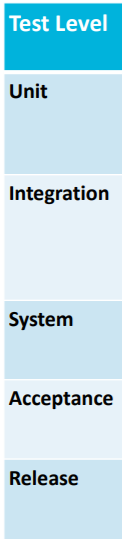 Test Level
Unit
Integration
System
Acceptance
Release